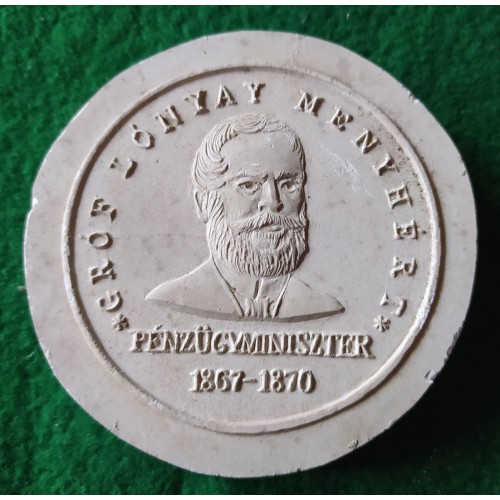 *GRÓF LÓNYAY MENYHÉRT*
PÉNZÜGYMINISZTER
1867-1870